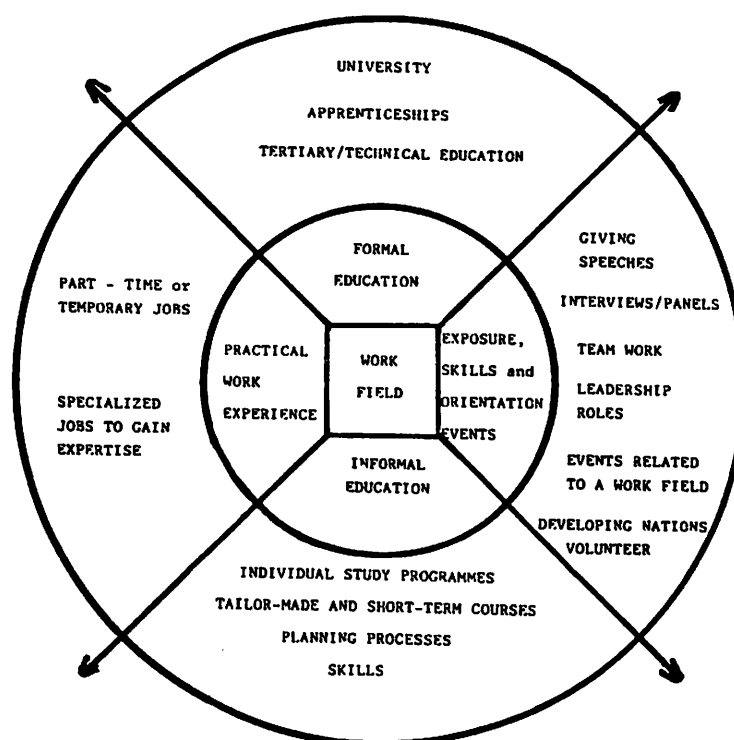 UNIVERSITY
APPRENTICESHIPS
TERTIARY/TECHNICAL EDUCATION
FORMAL
EDUCATION
GIVING
SPEECHES
INTERVIEWS/PANELS
TEAM WORK
LEADERSHIP
ROLES
EVENTS RELATED
TO A WORK FIELD
DEVELOPING NATIONS
VOLUNTEER
PART - TIME or
TEMPORARY JOBS
SPECIALIZED
JOBS TO GAIN
EXPERTISE
PRACTICAL
WORK
EXPERIENCE
WORK
FIELD
EXPOSURE,
SKILLS and
ORIENTATION
EVENTS
INFORMAL
EDUCATION
INDIVIDUAL STUDY PROGRAMMES
TAILOR-MADE AND SHORT-TERM COURSES
PLANNING PROCESSES
SKILLS